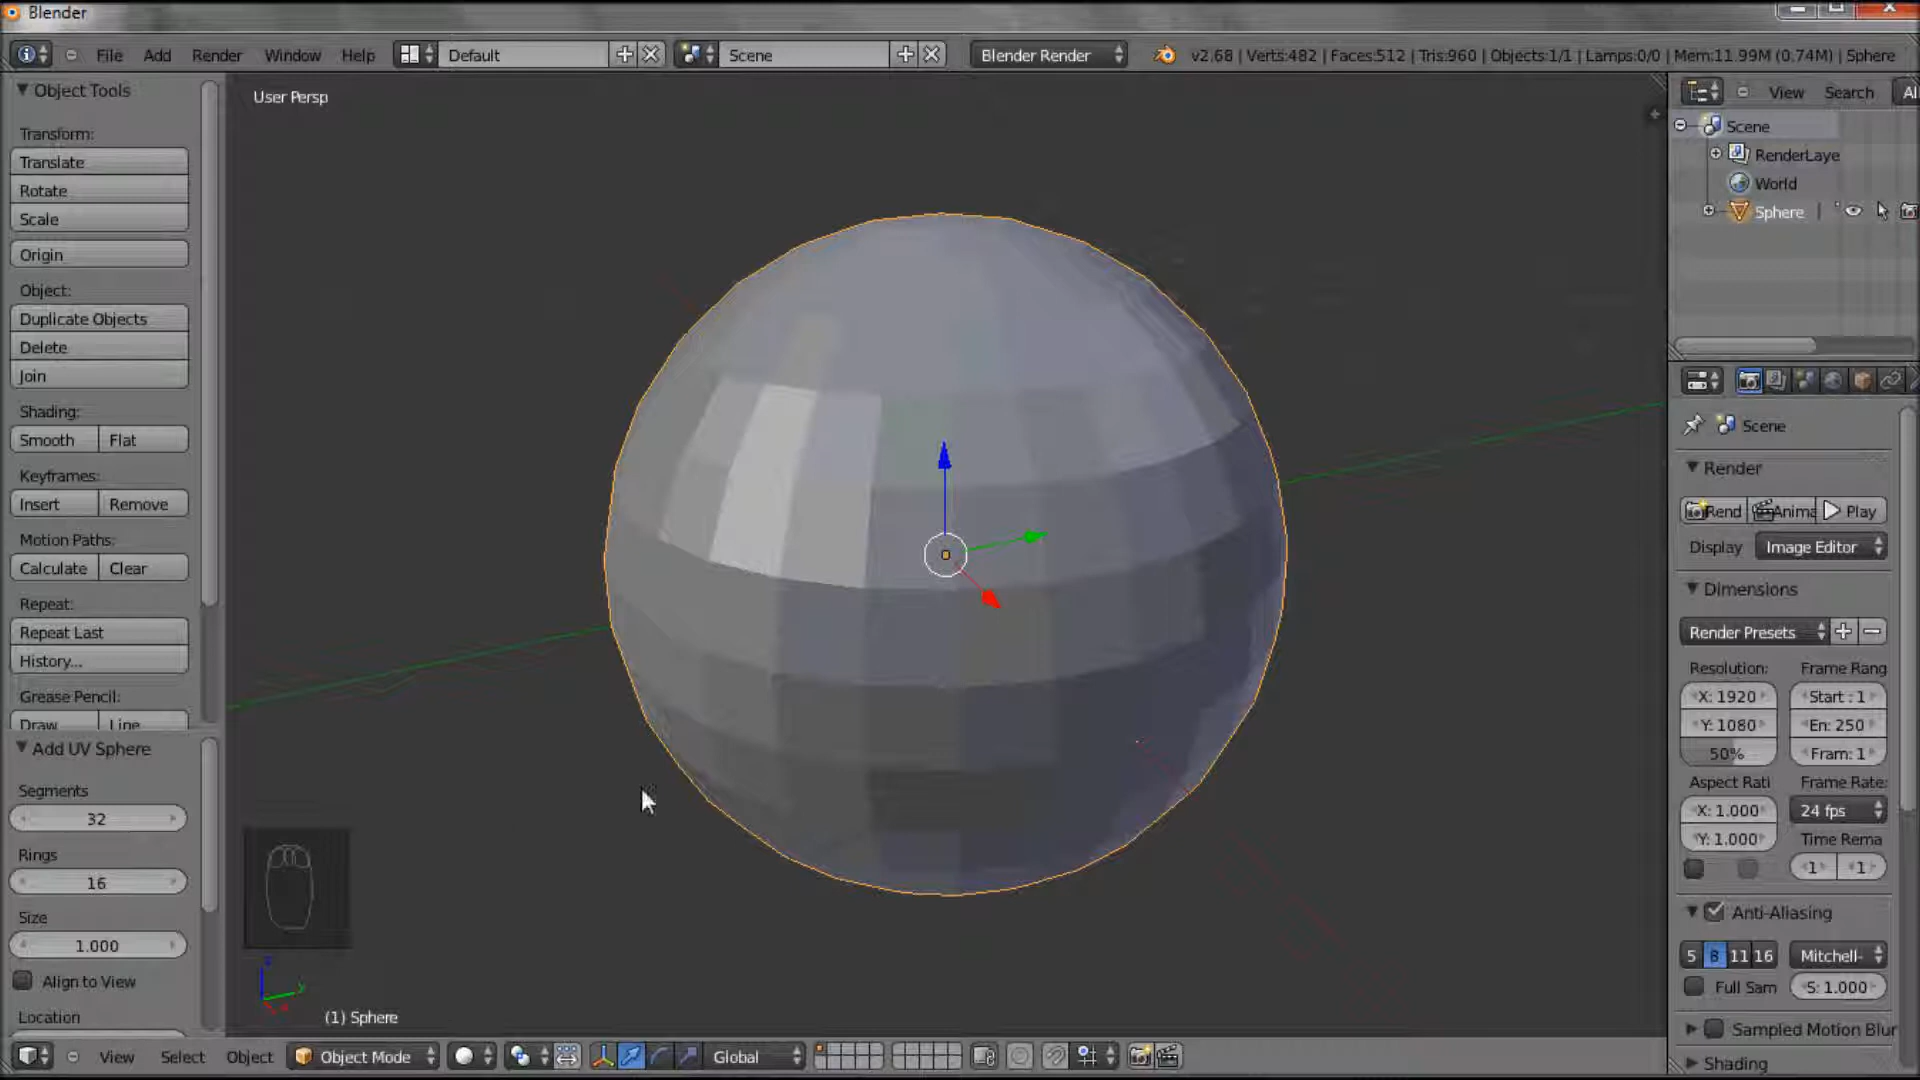 Blender
File Add Render Window Help Default Scene Blender Render v2.68 | Verts:482 | Faces:512 | Tris:960 | Objects:1/1 | Lamps:0/0 | Mem:11.99M (0.74M) | Sphere
Object Tools
Transform:
Translate
Rotate
Scale
Origin
Object:
Duplicate Objects
Delete
Join
Shading:
Smooth Flat
Keyframes:
Insert Remove
Motion Paths:
Calculate Clear
Repeat:
Repeat Last
History...
Grease Pencil:
Draw Line
Add UV Sphere
Segments
32
Rings
16
Size
1.000
Align to View
Location
User Persp
(1) Sphere
View Select Object Object Mode Global
View Search Al
Scene
RenderLaye
World
Sphere
Scene
Render
Rend Anima Play
Display Image Editor
Dimensions
Render Presets
Resolution: Frame Rang
X: 1920 Start : 1
Y: 1080 En: 250
50% Fram: 1
Aspect Rati Frame Rate:
X: 1.000 24 fps
Y: 1.000 Time Rema
1 1
Anti-Aliasing
5 8 11 16 Mitchell-
Full Sam S: 1.000
Sampled Motion Blur
Shading